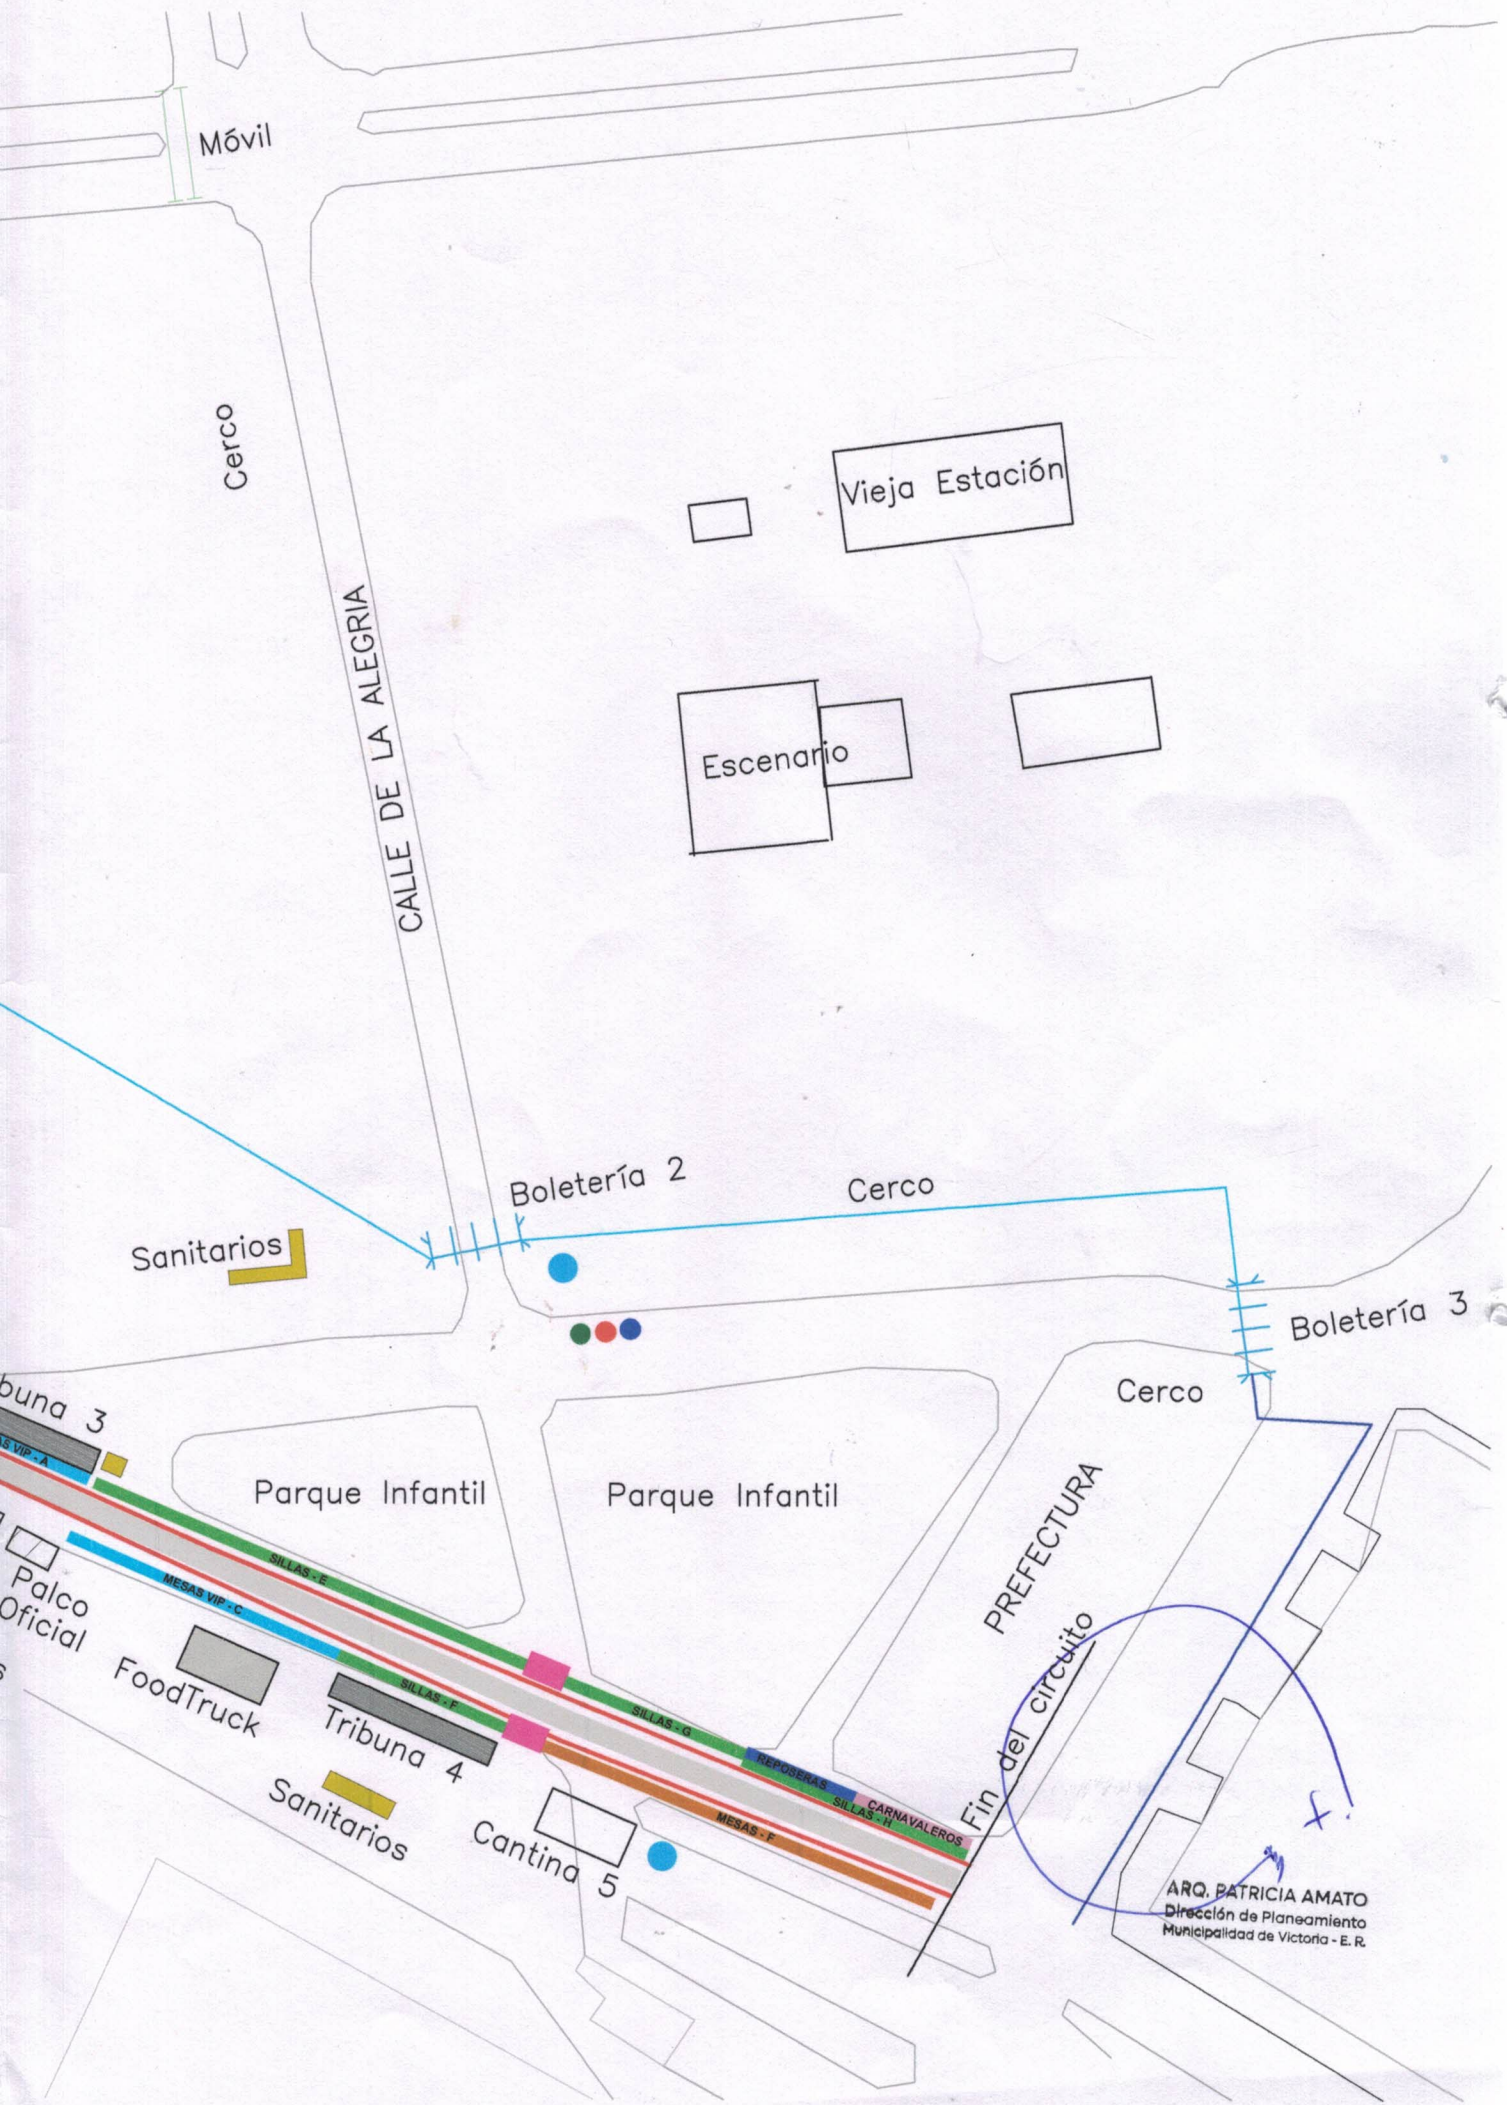 Móvil
Cerco
Vieja Estación
CALLE DE LA ALEGRIA
Escenario
Boletería 2
Cerco
Sanitarios
Boletería 3
Cerco
buna 3
AS VIP - A
Parque Infantil
Parque Infantil
PREFECTURA
SILLAS - E
MESAS VIP - C
Palco
Oficial
s
FoodTruck
SILLAS - F
Tribuna 4
SILLAS - G
REPOSERAS
CARNAVALEROS
SILLAS - H
MESAS - F
Fin del circuito
Sanitarios
Cantina 5
ARQ. PATRICIA AMATO
Dirección de Planeamiento
Municipalidad de Victoria - E. R.